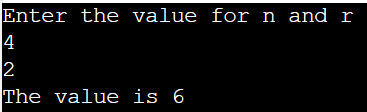 Enter the value for n and r
4
2
The value is 6